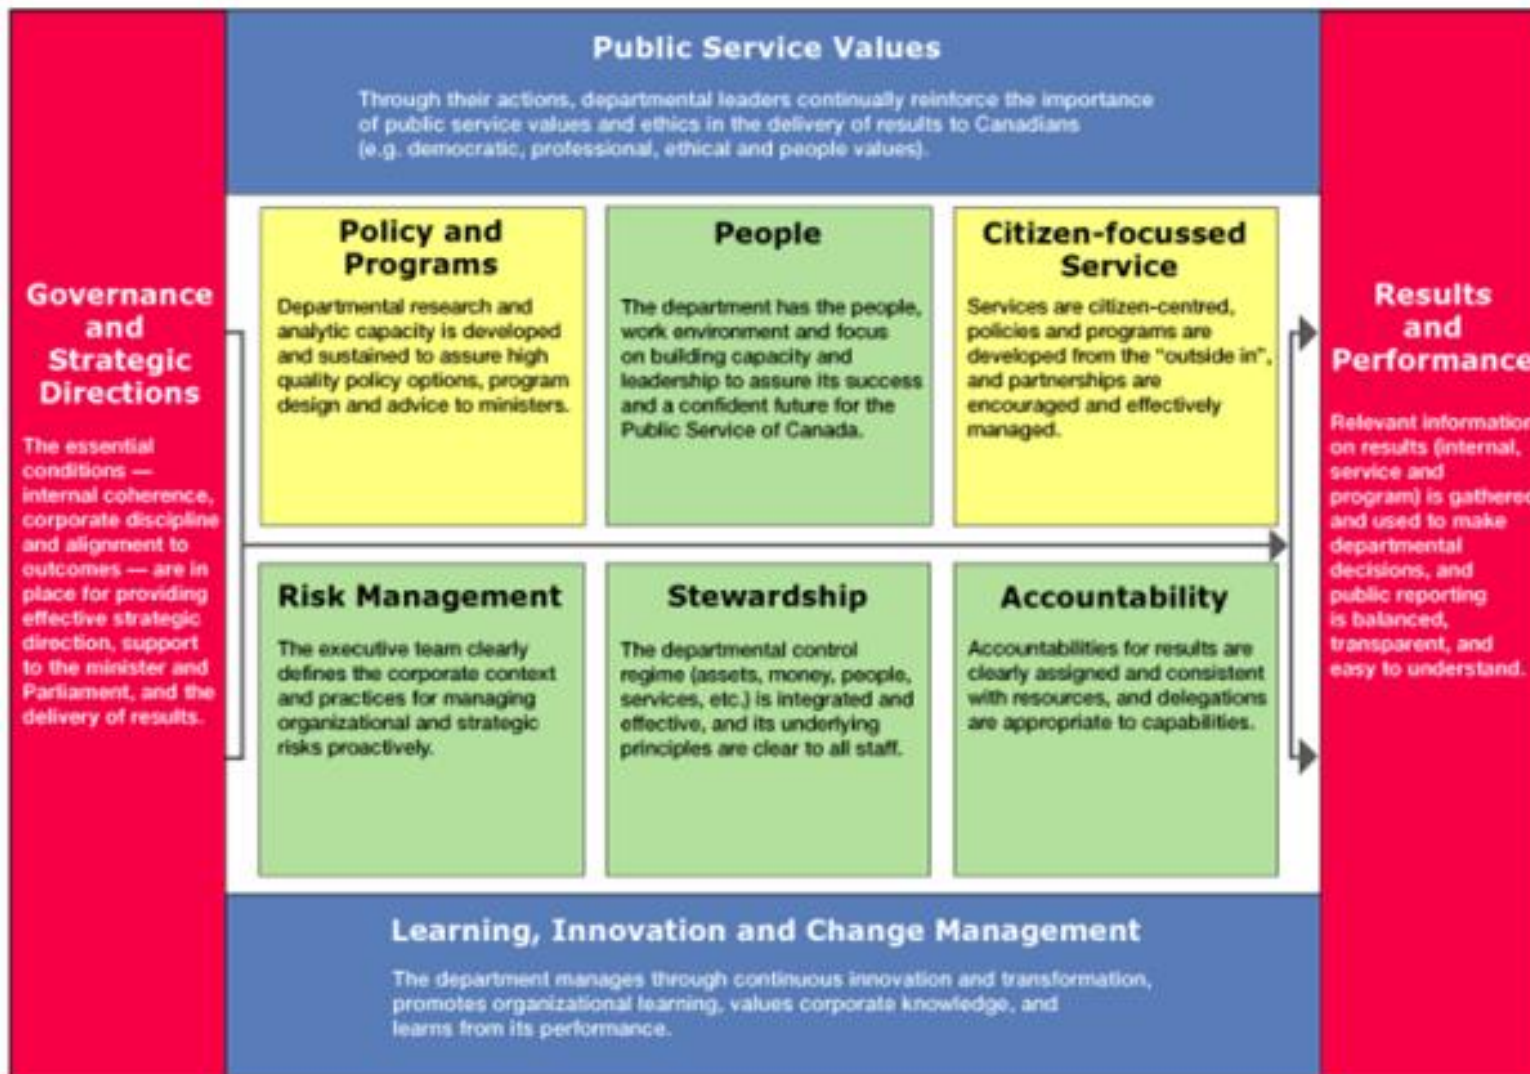 Public Service Values
Through their actions, departmental leaders continually reinforce the importance
of public service values and ethics in the delivery of results to Canadians
(e.g. democratic, professional, ethical and people values).
Governance
and
Strategic
Directions
The essential
conditions —
internal coherence,
corporate discipline
and alignment to
outcomes — are in
place for providing
effective strategic
direction, support
to the minister and
Parliament, and the
delivery of results.
Policy and
Programs
Departmental research and
analytic capacity is developed
and sustained to assure high
quality policy options, program
design and advice to ministers.
People
The department has the people,
work environment and focus
on building capacity and
leadership to assure its success
and a confident future for the
Public Service of Canada.
Citizen-focussed
Service
Services are citizen-centred,
policies and programs are
developed from the “outside in”,
and partnerships are
encouraged and effectively
managed.
Risk Management
The executive team clearly
defines the corporate context
and practices for managing
organizational and strategic
risks proactively.
Stewardship
The departmental control
regime (assets, money, people,
services, etc.) is integrated and
effective, and its underlying
principles are clear to all staff.
Accountability
Accountabilities for results are
clearly assigned and consistent
with resources, and delegations
are appropriate to capabilities.
Results
and
Performance
Relevant information
on results (internal,
service and
program) is gathered
and used to make
departmental
decisions, and
public reporting
is balanced,
transparent, and
easy to understand.
Learning, Innovation and Change Management
The department manages through continuous innovation and transformation,
promotes organizational learning, values corporate knowledge, and
learns from its performance.